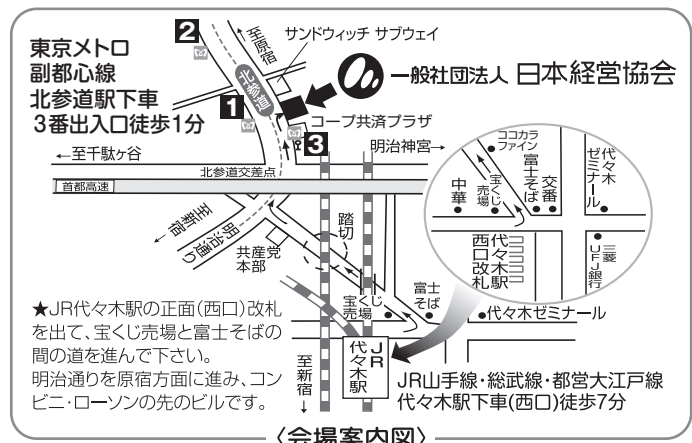 2
至原宿
サンドウィッチ サブウェイ
東京メトロ
副都心線
北参道駅下車
3番出入口徒歩1分
北参道
一般社団法人 日本経営協会
1
コープ共済プラザ
3
明治神宮→
←至千駄ヶ谷
北参道交差点
首都高速
至新宿
明治通り
共産党
本部
踏切
ココカラ
ファイン
中華
宝くじ
売場
富士そば
交番
代々木
ゼミナール
代々木駅
西口改札
三菱
UFJ銀行
宝くじ
売場
富士
そば
代々木ゼミナール
★JR代々木駅の正面(西口)改札
を出て、宝くじ売場と富士そばの
間の道を進んで下さい。
明治通りを原宿方面に進み、コン
ビニ・ローソンの先のビルです。
至新宿↓
JR
代々木駅
JR山手線・総武線・都営大江戸線
代々木駅下車(西口)徒歩7分
〈会場案内図〉